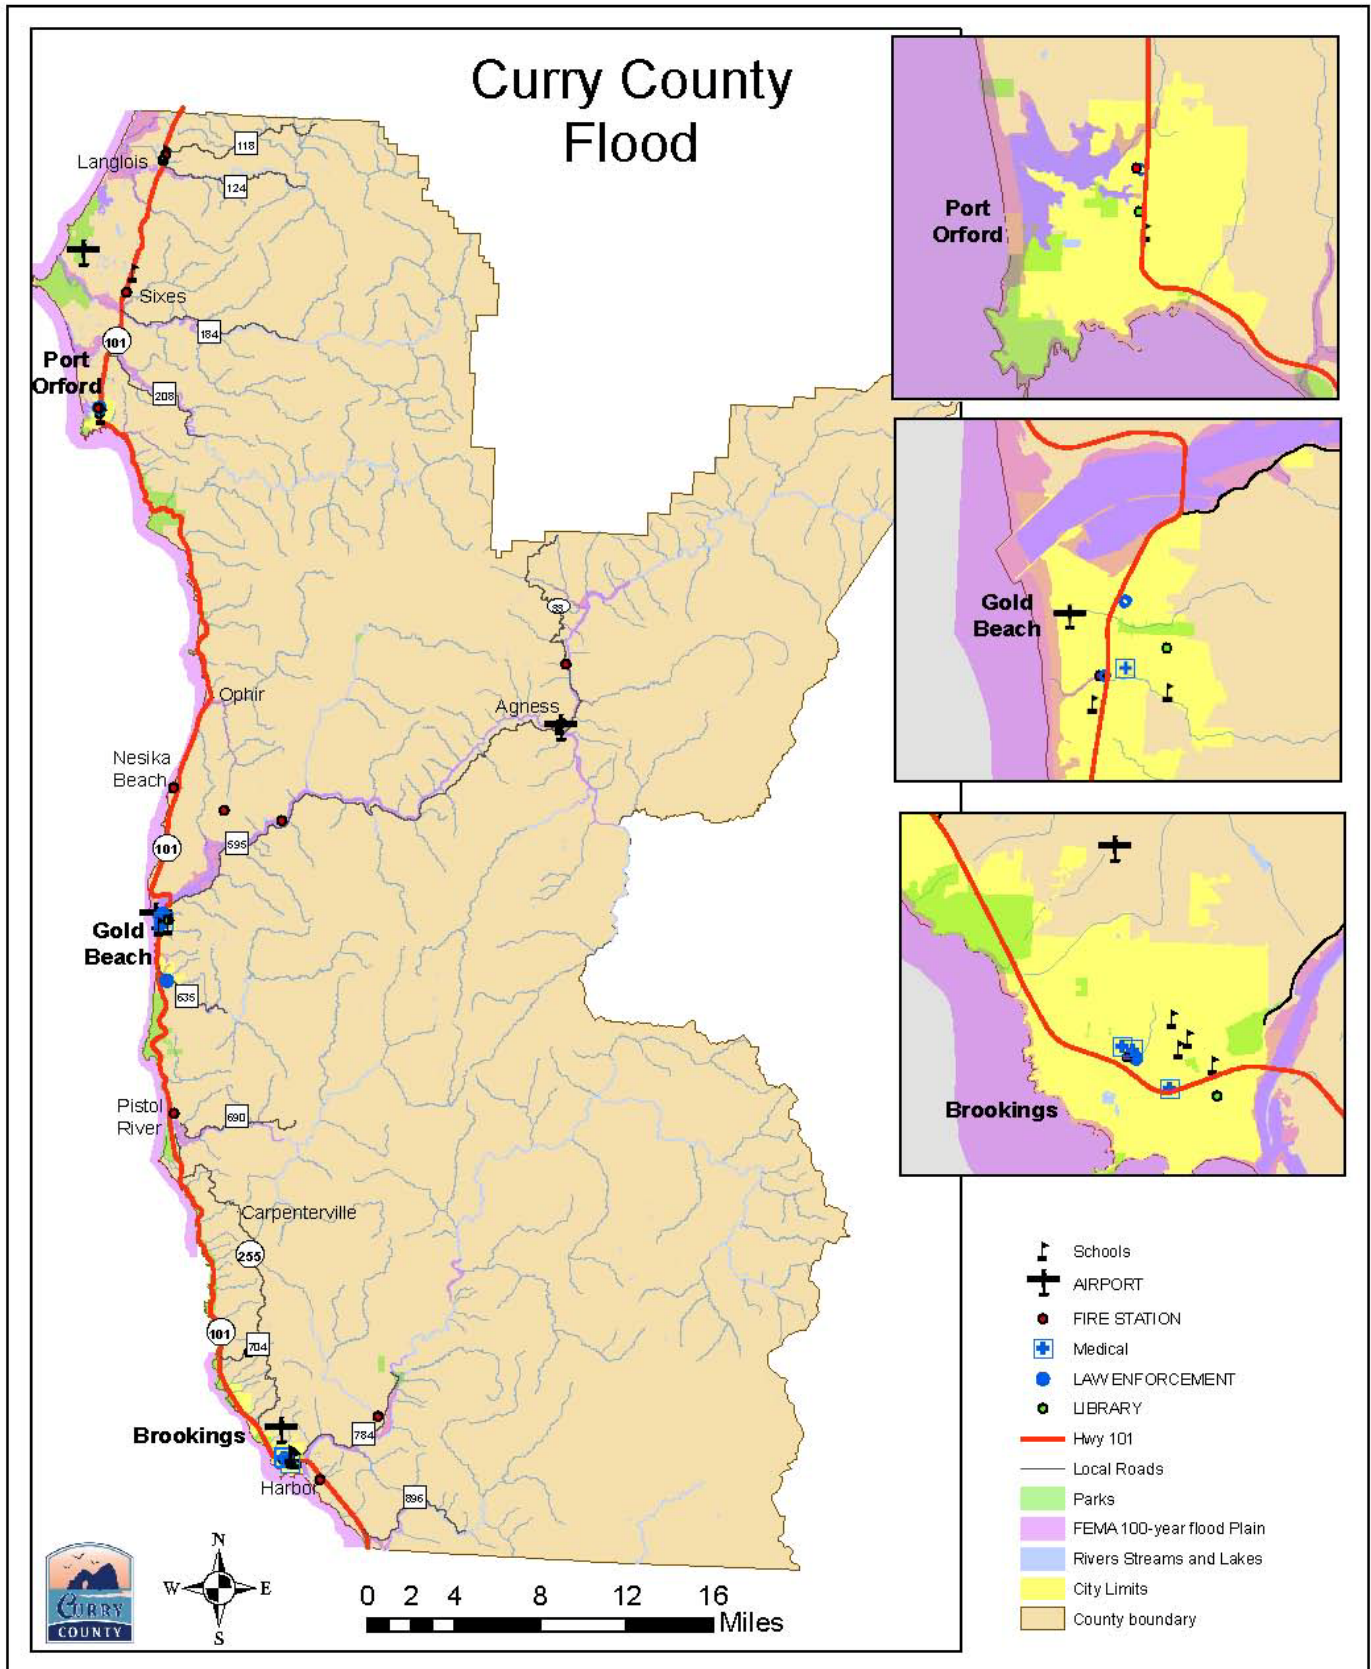 Curry County
Flood
Langlois
118
124
Sixes
184
101
Port
Orford
208
33
Ophir
Agness
Nesika
Beach
101
595
Gold
Beach
635
Pistol
River
690
Carpenterville
255
101
704
Brookings
784
Harbor
896
Port
Orford
Gold
Beach
Brookings
Schools
AIRPORT
FIRE STATION
Medical
LAW ENFORCEMENT
LIBRARY
Hwy 101
Local Roads
Parks
FEMA 100-year flood Plain
Rivers Streams and Lakes
City Limits
County boundary
CURRY
COUNTY
N
W
E
S
0 2 4 8 12 16
Miles